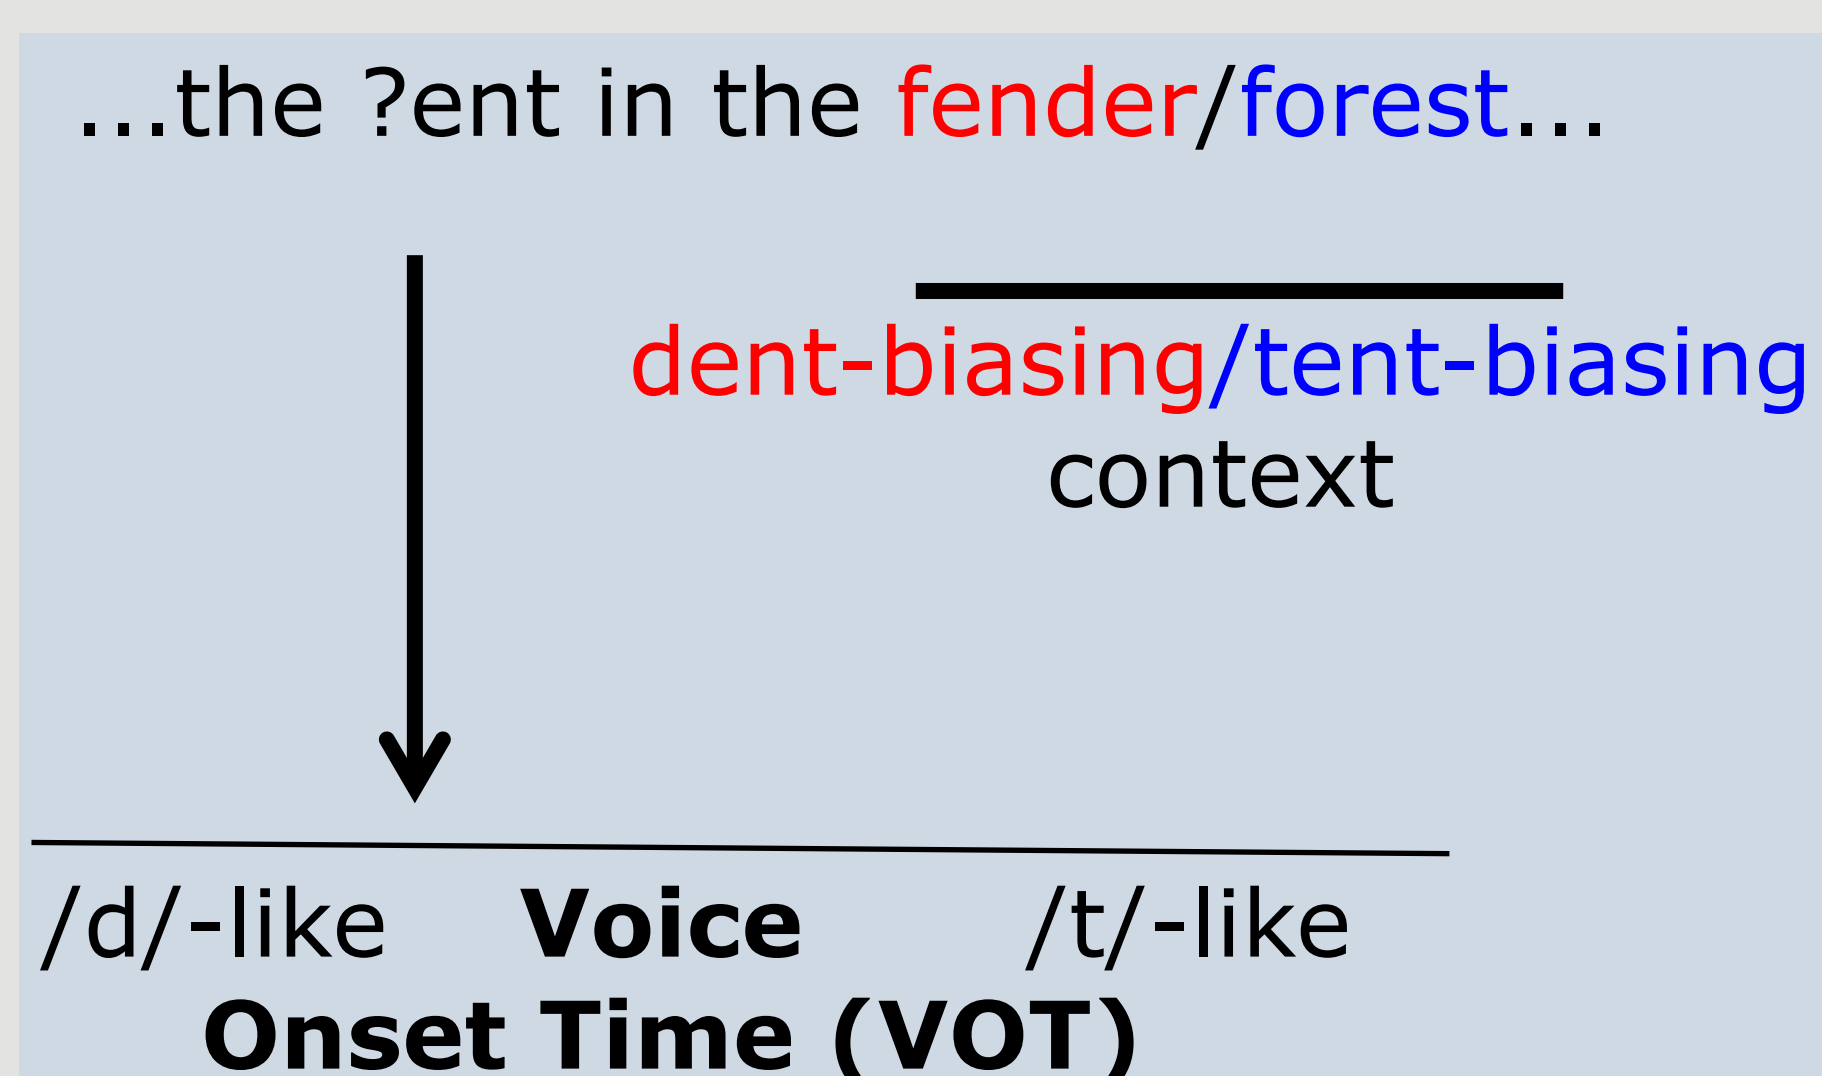 ...the ?ent in the fender/forest...
dent-biasing/tent-biasing
context
/d/-like Voice /t/-like
Onset Time (VOT)